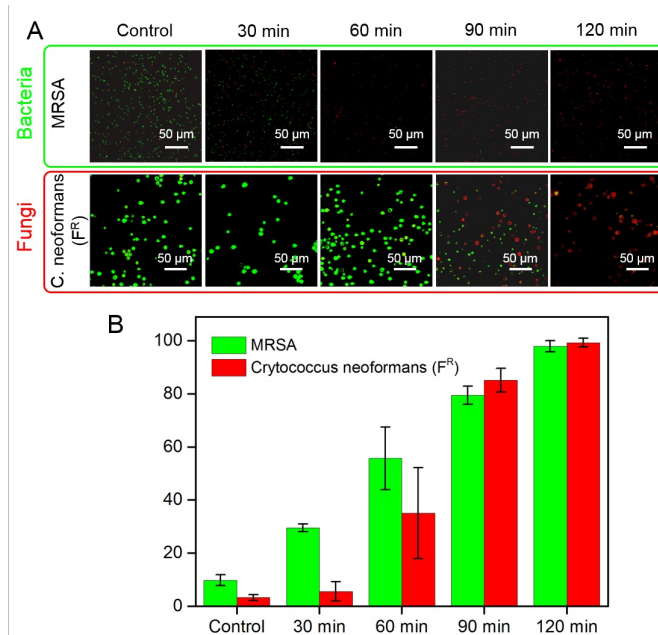 A
Control 30 min 60 min 90 min 120 min
Bacteria
MRSA
50 µm 50 µm 50 µm 50 µm 50 µm
Fungi
C. neoformans
(Fᴿ)
50 µm 50 µm 50 µm 50 µm 50 µm
B
100
80
60
40
20
0
MRSA
Crytococcus neoformans (Fᴿ)
Control 30 min 60 min 90 min 120 min